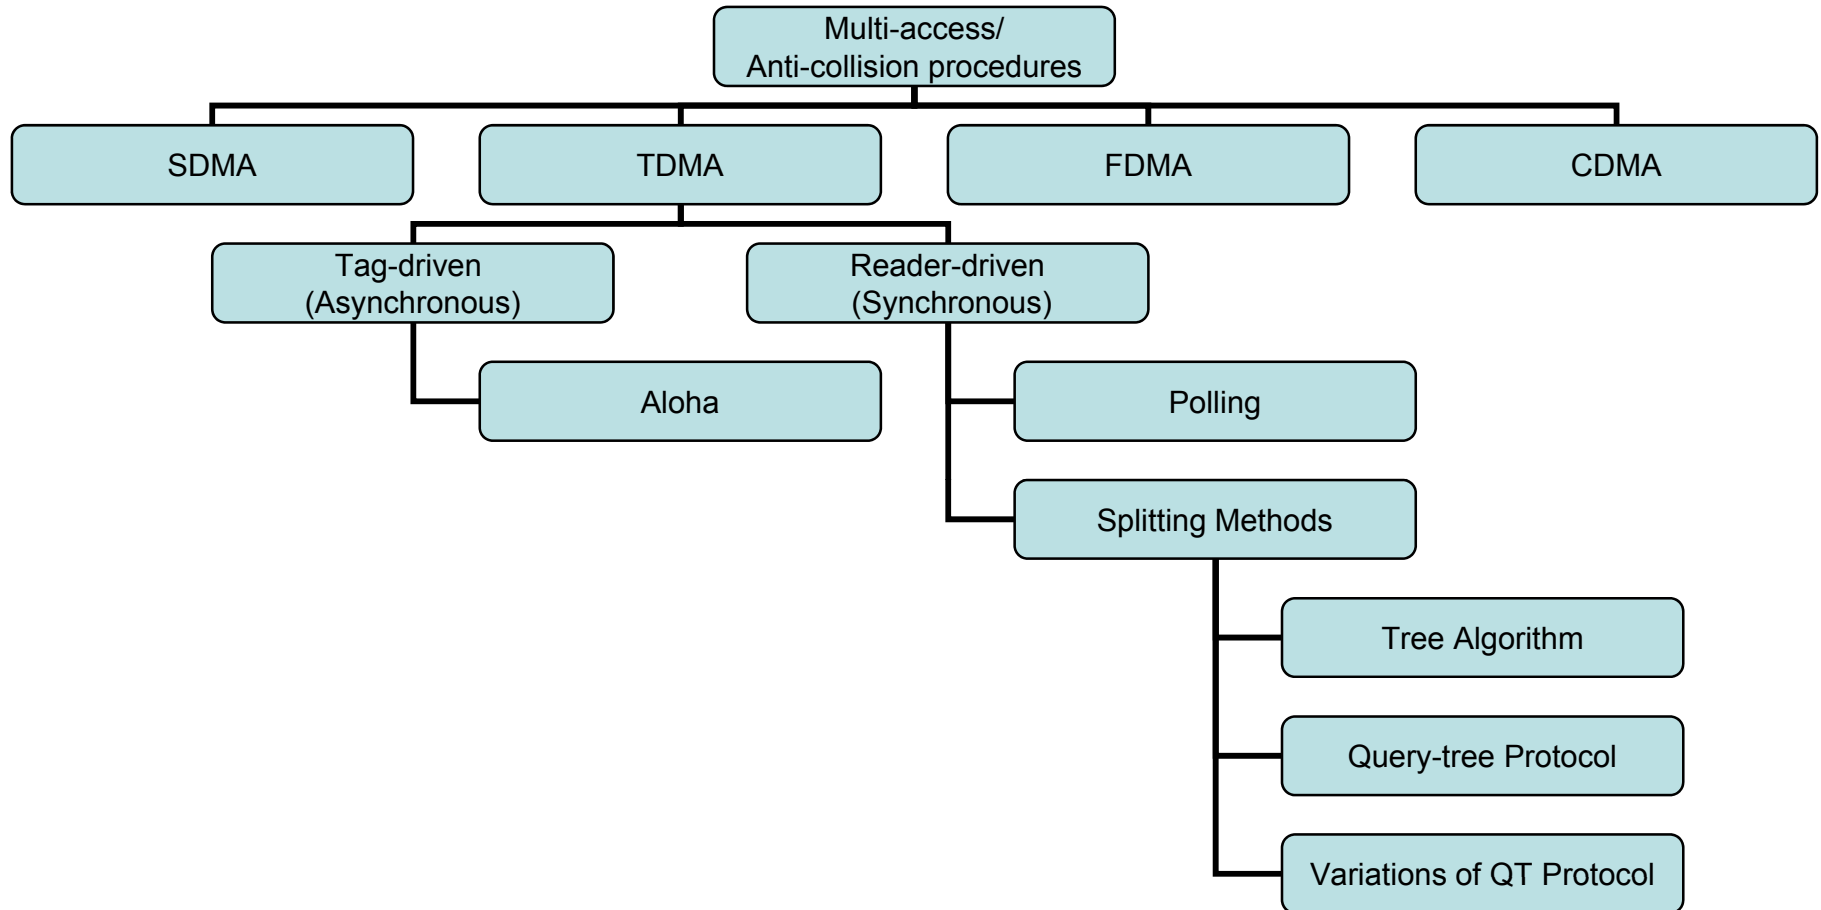 Multi-access/
Anti-collision procedures
SDMA
TDMA
FDMA
CDMA
Tag-driven
(Asynchronous)
Reader-driven
(Synchronous)
Aloha
Polling
Splitting Methods
Tree Algorithm
Query-tree Protocol
Variations of QT Protocol